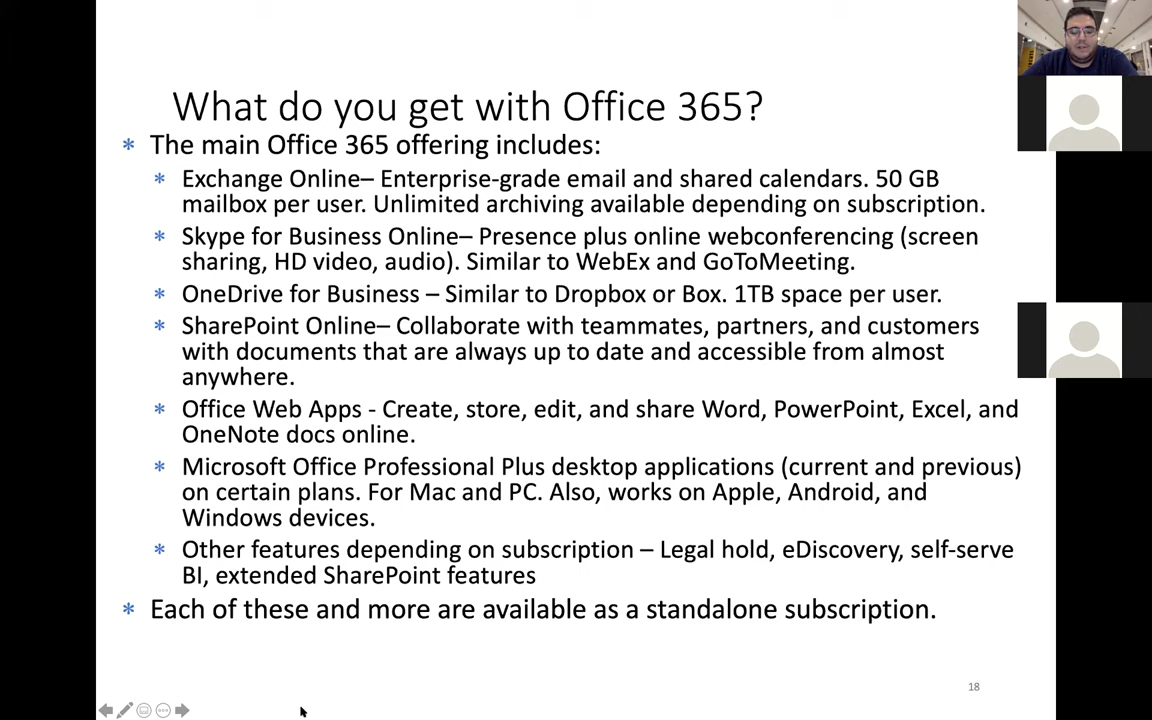 What do you get with Office 365?
* The main Office 365 offering includes:
* Exchange Online– Enterprise-grade email and shared calendars. 50 GB
mailbox per user. Unlimited archiving available depending on subscription.
* Skype for Business Online– Presence plus online webconferencing (screen
sharing, HD video, audio). Similar to WebEx and GoToMeeting.
* OneDrive for Business – Similar to Dropbox or Box. 1TB space per user.
* SharePoint Online– Collaborate with teammates, partners, and customers
with documents that are always up to date and accessible from almost
anywhere.
* Office Web Apps - Create, store, edit, and share Word, PowerPoint, Excel, and
OneNote docs online.
* Microsoft Office Professional Plus desktop applications (current and previous)
on certain plans. For Mac and PC. Also, works on Apple, Android, and
Windows devices.
* Other features depending on subscription – Legal hold, eDiscovery, self-serve
BI, extended SharePoint features
* Each of these and more are available as a standalone subscription.
18